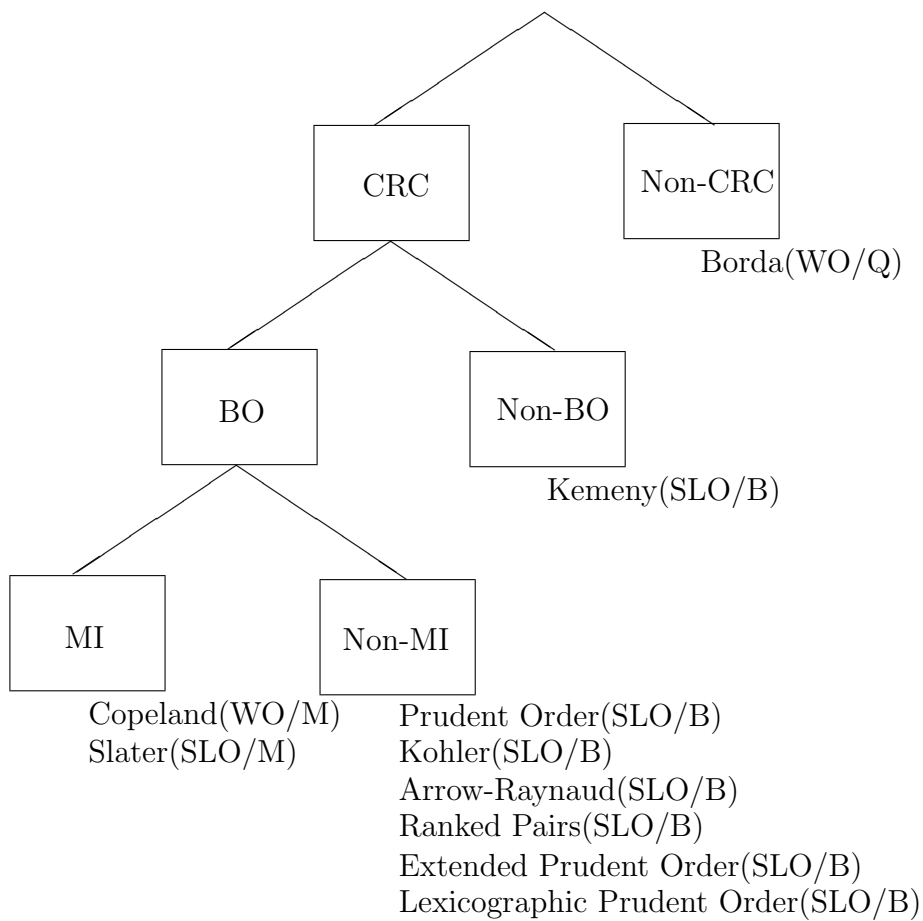 CRC
Non-CRC
Borda(WO/Q)
BO
Non-BO
Kemeny(SLO/B)
MI
Non-MI
Copeland(WO/M)
Slater(SLO/M)
Prudent Order(SLO/B)
Kohler(SLO/B)
Arrow-Raynaud(SLO/B)
Ranked Pairs(SLO/B)
Extended Prudent Order(SLO/B)
Lexicographic Prudent Order(SLO/B)